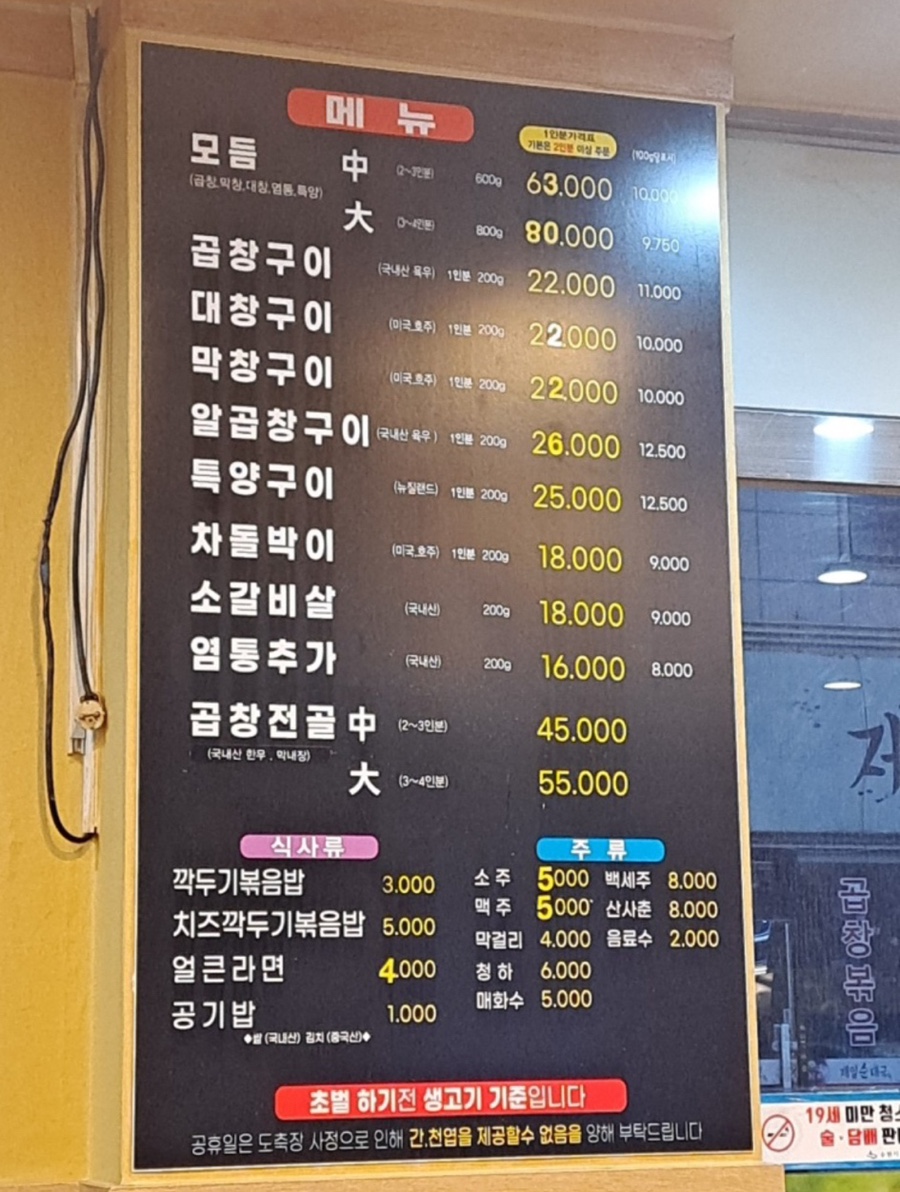 메뉴
1인분가격표
기본은 2인분 이상 주문
(100g당표시)
모듬 中 (2~3인분) 600g 63.000 10.000
(곱창,막창,대창,염통,특양)
大 (3~4인분) 800g 80.000 9.750
곱창구이 (국내산 육우) 1인분 200g 22.000 11.000
대창구이 (미국,호주) 1인분 200g 22.000 10.000
막창구이 (미국,호주) 1인분 200g 22.000 10.000
알곱창구이 (국내산 육우) 1인분 200g 26.000 12.500
특양구이 (뉴질랜드) 1인분 200g 25.000 12.500
차돌박이 (미국,호주) 1인분 200g 18.000 9.000
소갈비살 (국내산) 200g 18.000 9.000
염통추가 (국내산) 200g 16.000 8.000
곱창전골 中 (2~3인분) 45.000
(국내산 한우 , 막내장)
大 (3~4인분) 55.000
식사류
깍두기볶음밥 3.000
치즈깍두기볶음밥 5.000
얼큰라면 4.000
공기밥 1.000
◆쌀 (국내산) 김치 (중국산)◆
주류
소주 5000 백세주 8.000
맥주 5000 산사춘 8.000
막걸리 4.000 음료수 2.000
청하 6.000
매화수 5.000
초벌 하기전 생고기 기준입니다
공휴일은 도축장 사정으로 인해 간,천엽을 제공할수 없음을 양해 부탁드립니다
곱창볶음
19세 미만 청소
술·담배 판